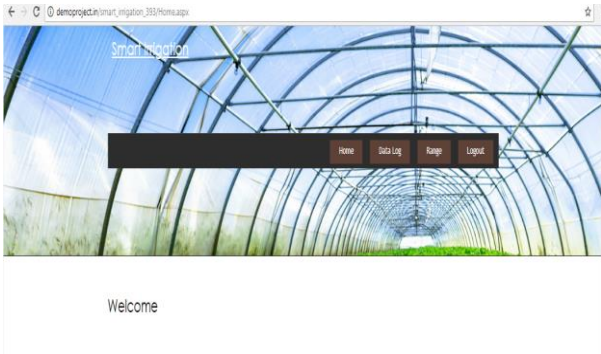 demoproject.in/smart_irrigation_393/Home.aspx
Smart Irrigation
Home Data Log Range Logout
Welcome